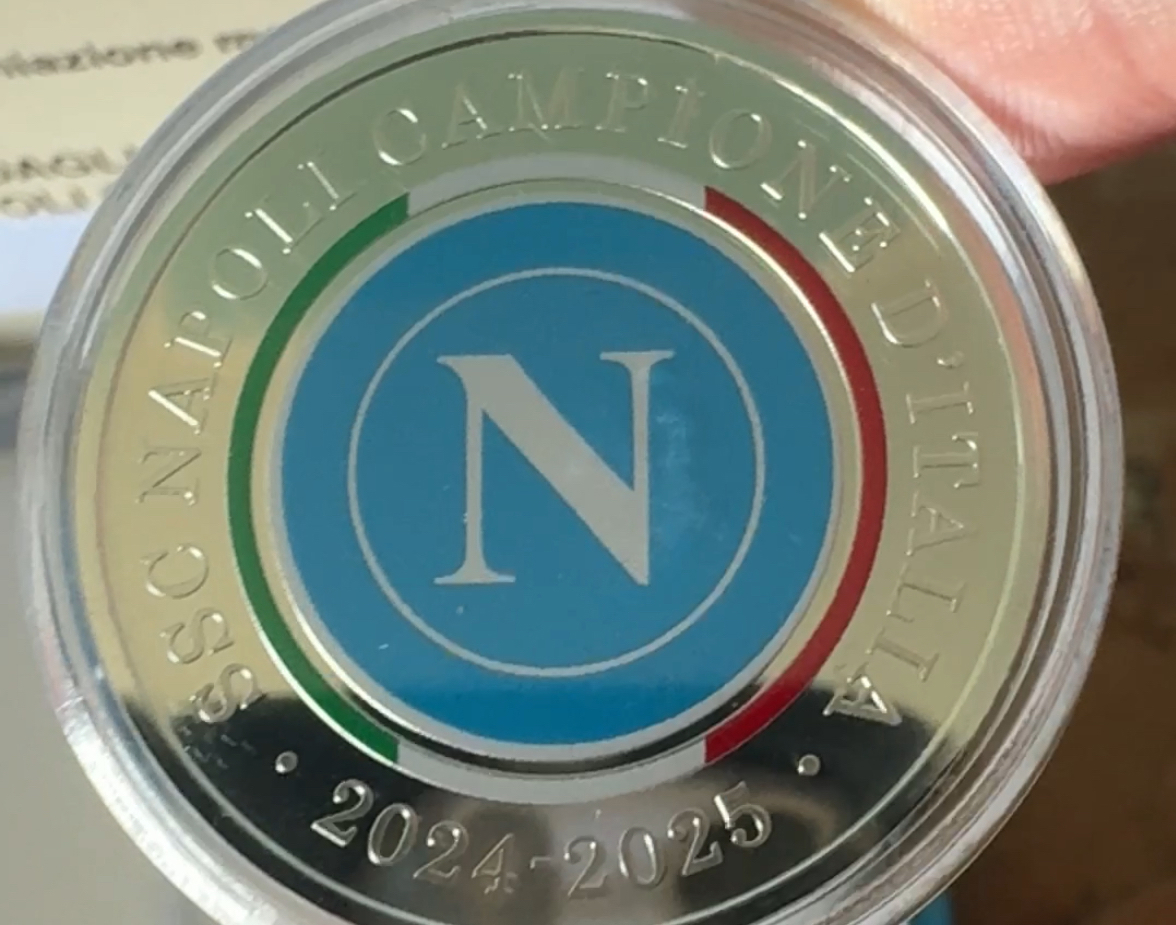 SSC NAPOLI CAMPIONE D'ITALIA
N
· 2024-2025 ·